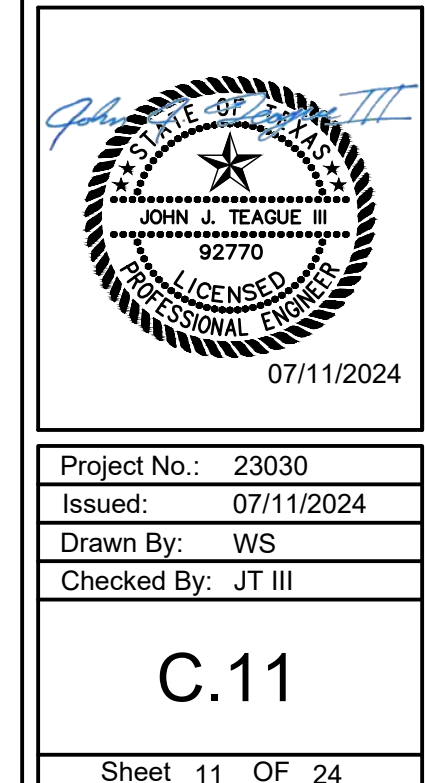 John J. Teague III
STATE OF TEXAS
JOHN J. TEAGUE III
92770
LICENSED
PROFESSIONAL ENGINEER
07/11/2024
Project No.: 23030
Issued: 07/11/2024
Drawn By: WS
Checked By: JT III
C.11
Sheet 11 OF 24